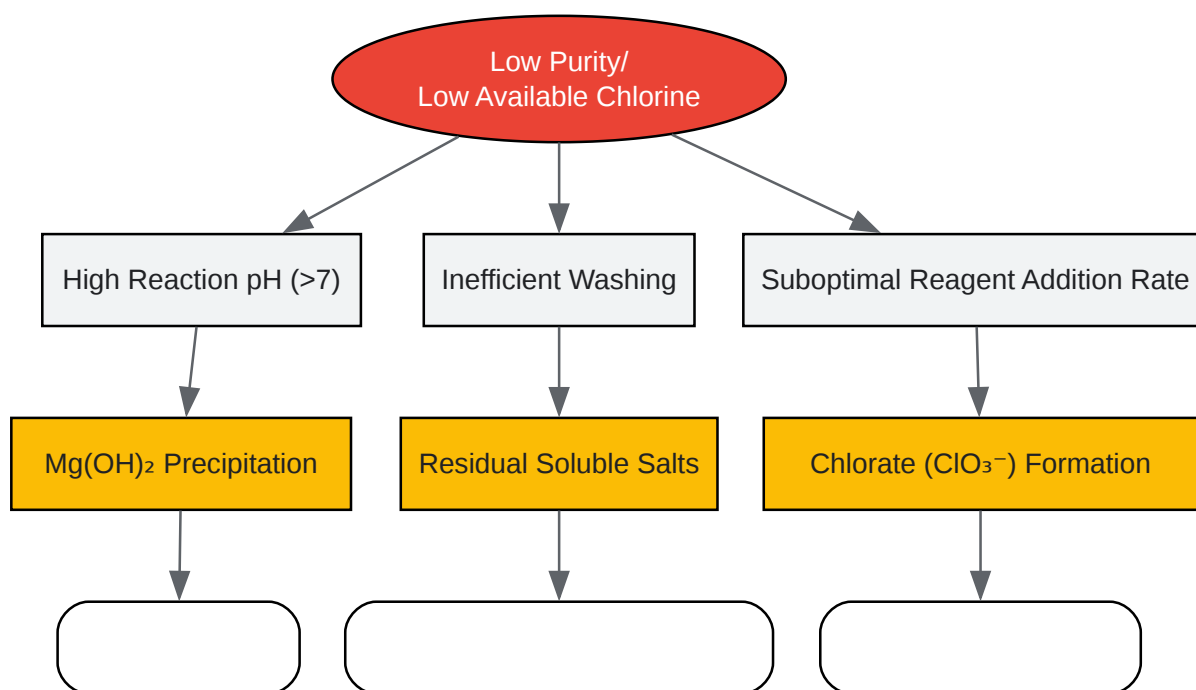 Low Purity/
Low Available Chlorine
High Reaction pH (>7)
Inefficient Washing
Suboptimal Reagent Addition Rate
Mg(OH)₂ Precipitation
Residual Soluble Salts
Chlorate (ClO₃⁻) Formation